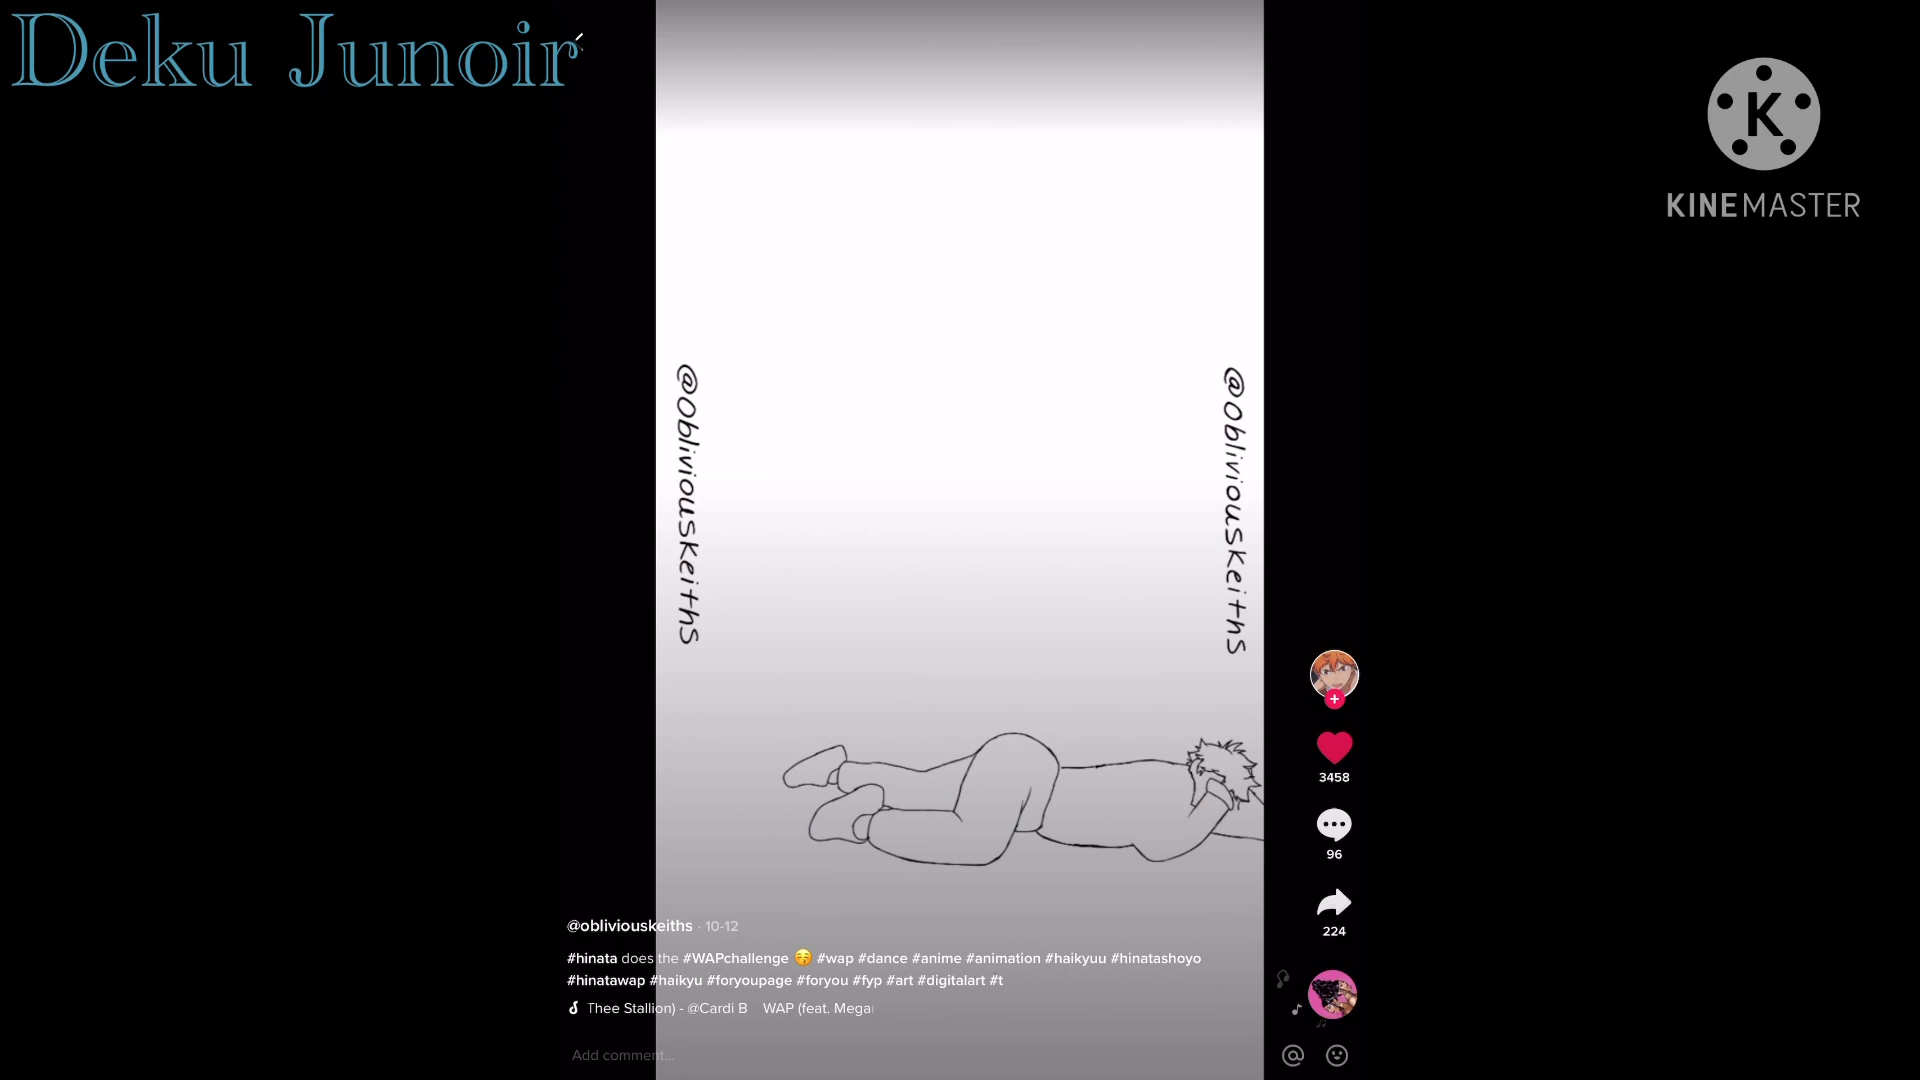 Deku Junoir
K
KINEMASTER
@ObliviousKeiths
@ObliviousKeiths
3458
96
224
@obliviouskeiths · 10-12
#hinata does the #WAPchallenge 😚 #wap #dance #anime #animation #haikyuu #hinatashoyo
#hinatawap #haikyu #foryoupage #foryou #fyp #art #digitalart #t
Thee Stallion) - @Cardi B WAP (feat. Mega
Add comment...